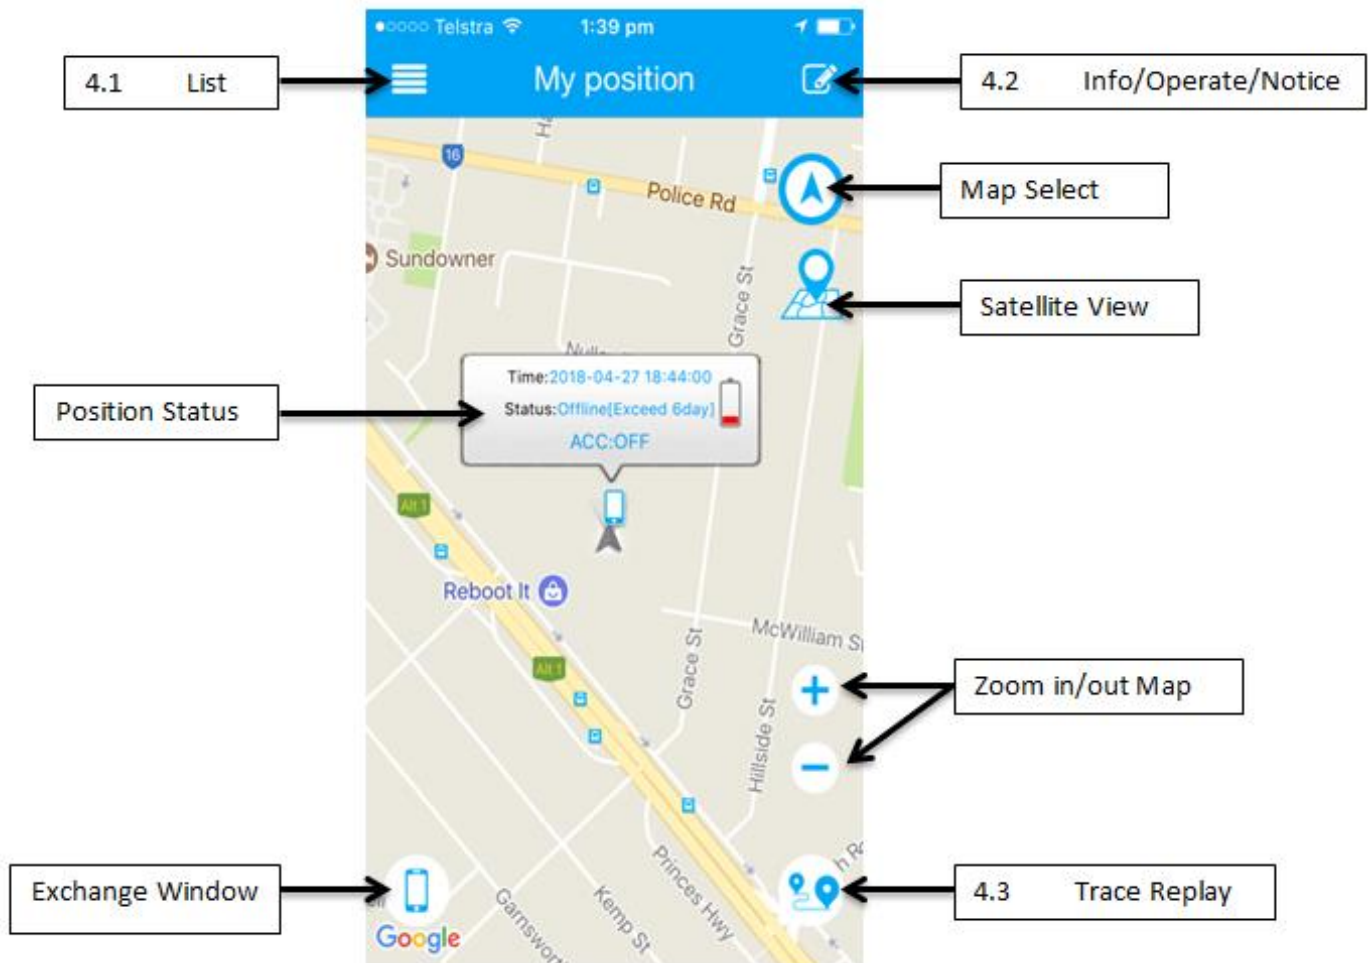 Telstra 1:39 pm
4.1 List
My position
4.2 Info/Operate/Notice
16
Police Rd
Map Select
Sundowner
Grace St
Satellite View
Time:2018-04-27 18:44:00
Position Status
Status:Offline[Exceed 6day]
ACC:OFF
Alt 1
Reboot It
McWilliam S
Alt 1
Grace St
Zoom in/out Map
Hillside St
Princes Hwy
Exchange Window
4.3 Trace Replay
Kemp St
Garnswor
Google